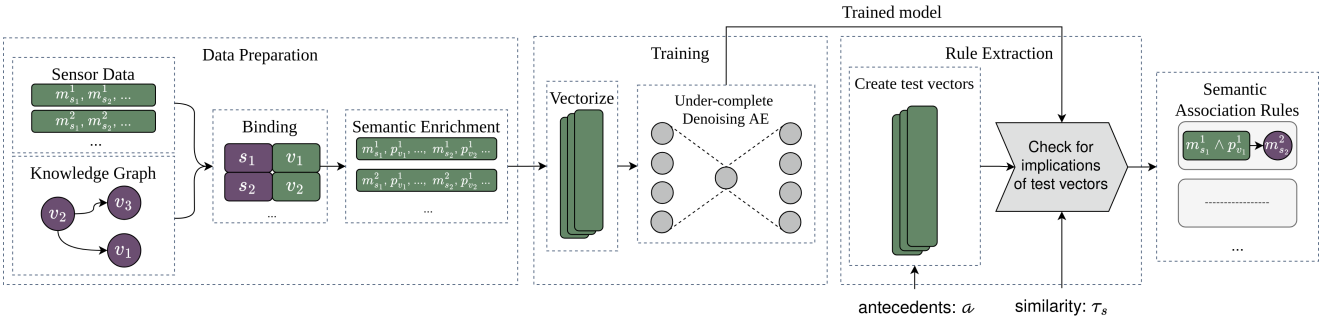 Trained model
Data Preparation
Training
Rule Extraction
Sensor Data
m^1_{s_1}, m^1_{s_2}, ...
m^2_{s_1}, m^2_{s_2}, ...
...
Knowledge Graph
v_2
v_3
v_1
Binding
s_1 v_1
s_2 v_2
...
Semantic Enrichment
m^1_{s_1}, p^1_{v_1}, ..., m^1_{s_2}, p^1_{v_2} ...
m^2_{s_1}, p^1_{v_1}, ..., m^2_{s_2}, p^1_{v_2} ...
...
Vectorize
Under-complete
Denoising AE
Create test vectors
Check for
implications
of test vectors
antecedents: a
similarity: τ_s
Semantic
Association Rules
m^1_{s_1} ∧ p^1_{v_1}
m^2_{s_2}
-----------------
...